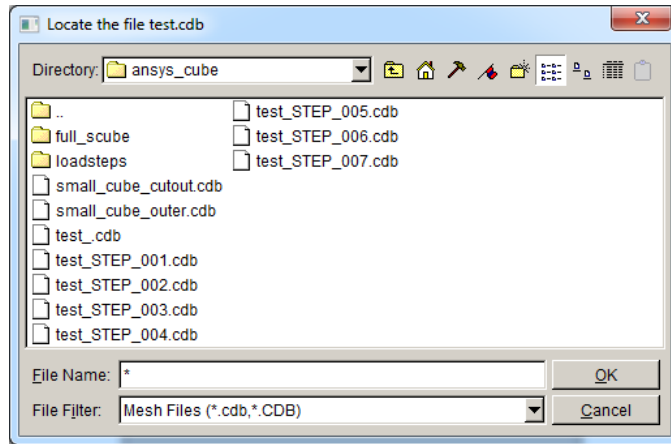 Locate the file test.cdb
Directory: ansys_cube
..
full_scube
loadsteps
small_cube_cutout.cdb
small_cube_outer.cdb
test_.cdb
test_STEP_001.cdb
test_STEP_002.cdb
test_STEP_003.cdb
test_STEP_004.cdb
test_STEP_005.cdb
test_STEP_006.cdb
test_STEP_007.cdb
File Name: *
OK
File Filter: Mesh Files (*.cdb,*.CDB)
Cancel